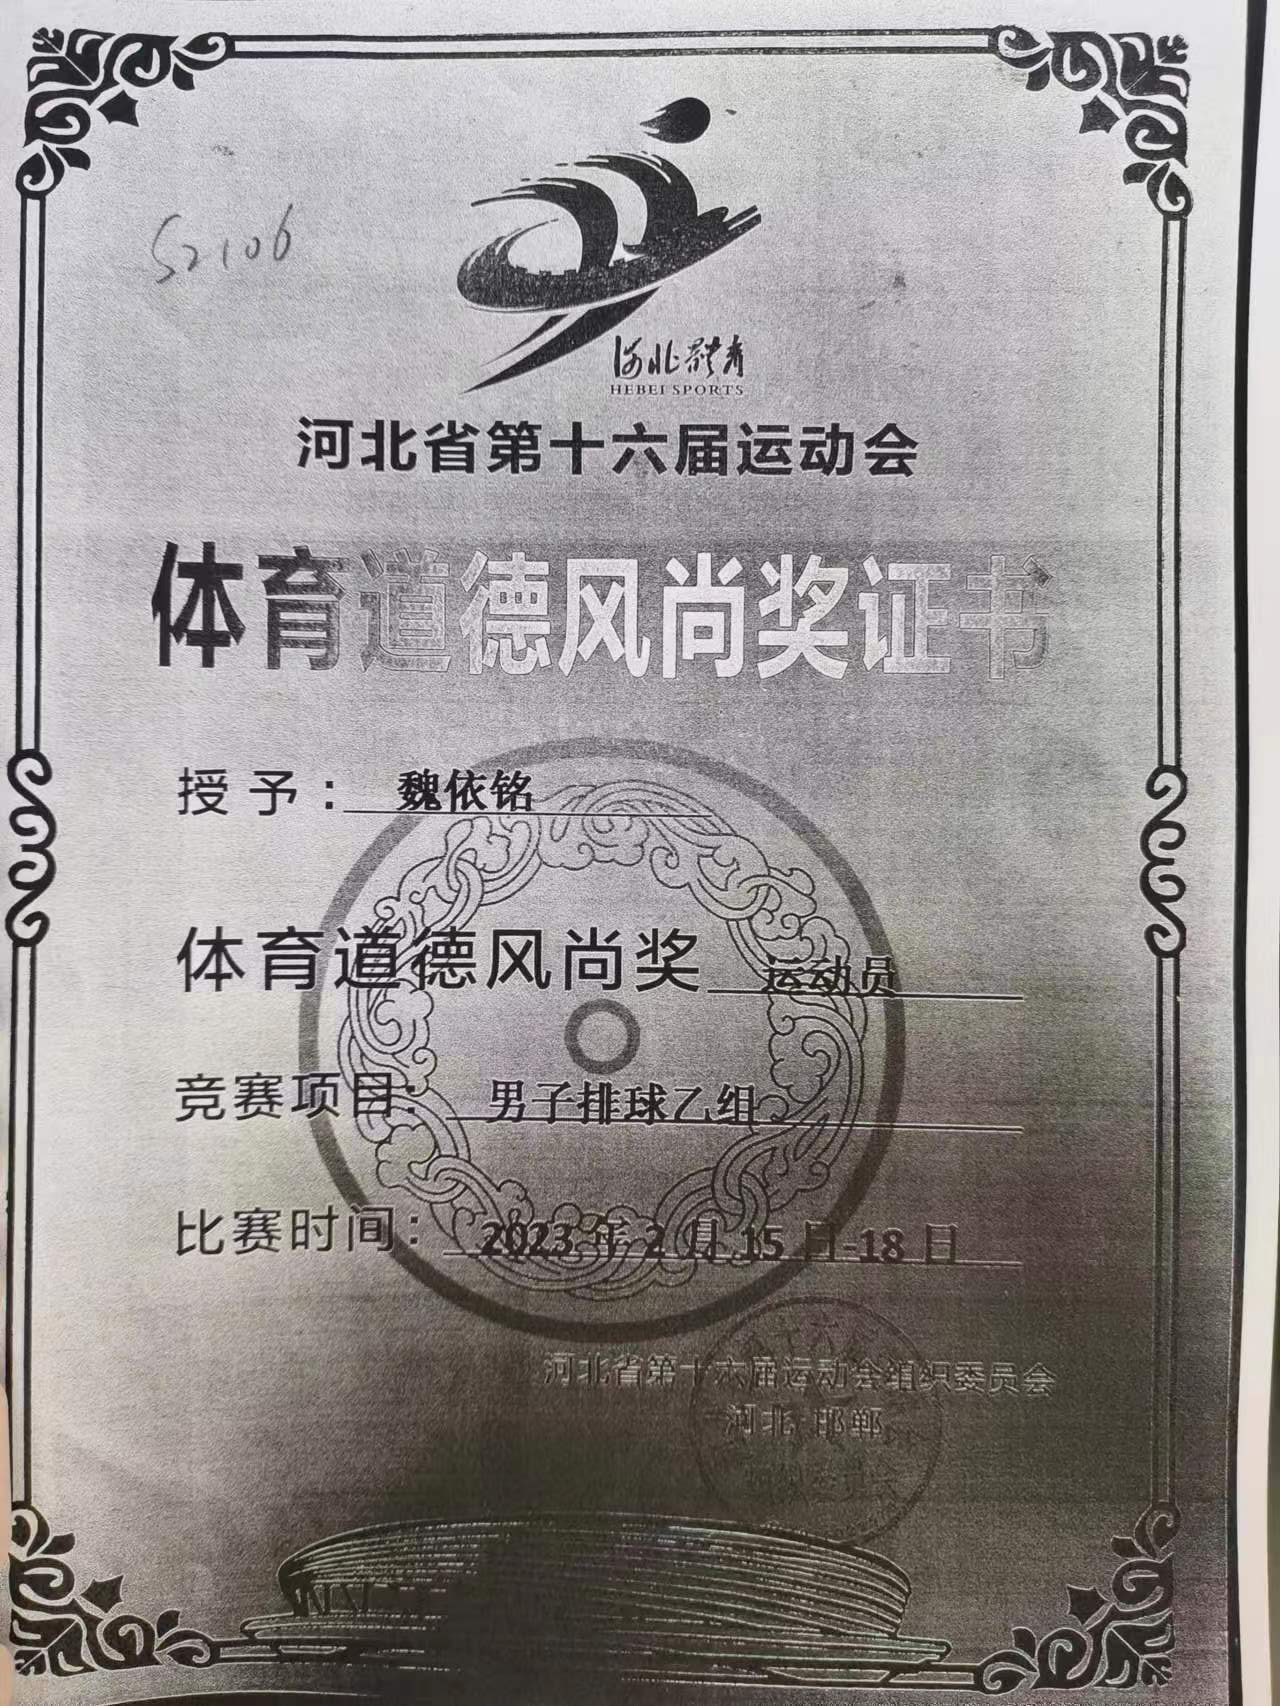 52106
河北體育
HEBEI SPORTS
河北省第十六届运动会
体育道德风尚奖证书
授予：魏依铭
体育道德风尚奖 运动员
竞赛项目： 男子排球乙组
比赛时间： 2023年2月15日-18日
河北省第十六届运动会组织委员会
河北 邯郸